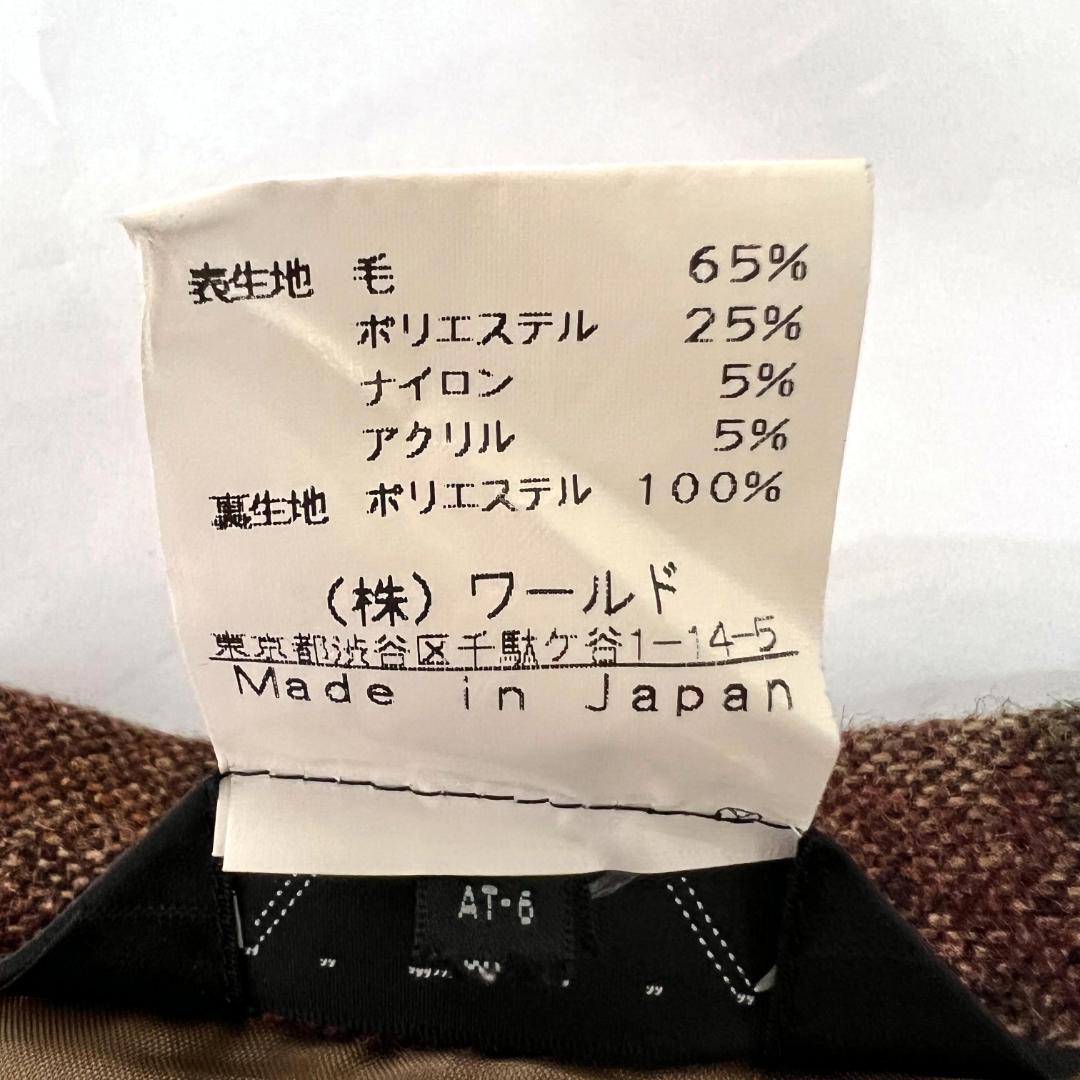 表生地 毛 65%
ポリエステル 25%
ナイロン 5%
アクリル 5%
裏生地 ポリエステル 100%
(株) ワールド
東京都渋谷区千駄ケ谷1-14-5
Made in Japan
AT-6